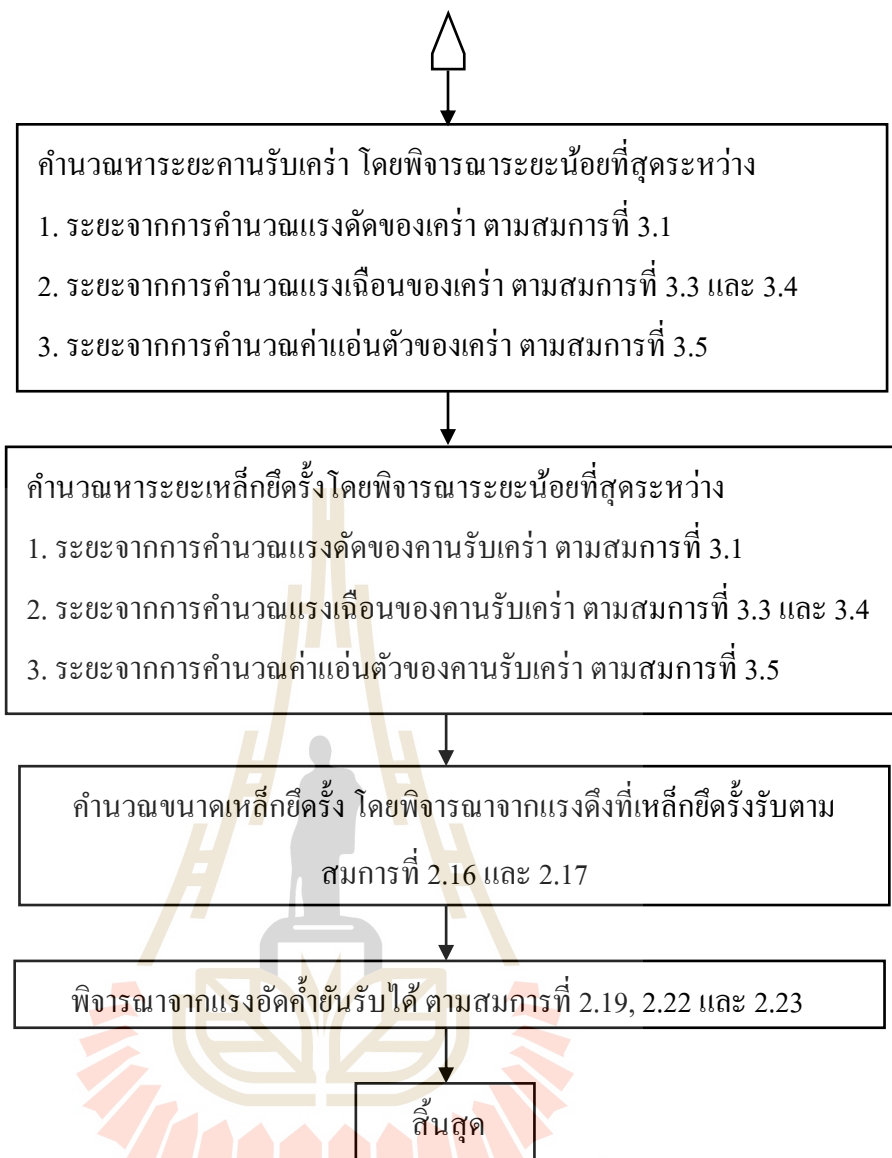 คำนวณหาระยะคานรับเคร่า โดยพิจารณาระยะน้อยที่สุดระหว่าง
1. ระยะจากการคำนวณแรงดัดของเคร่า ตามสมการที่ 3.1
2. ระยะจากการคำนวณแรงเฉือนของเคร่า ตามสมการที่ 3.3 และ 3.4
3. ระยะจากการคำนวณค่าแอ่นตัวของเคร่า ตามสมการที่ 3.5
คำนวณหาระยะเหล็กยึดรั้งโดยพิจารณาระยะน้อยที่สุดระหว่าง
1. ระยะจากการคำนวณแรงดัดของคานรับเคร่า ตามสมการที่ 3.1
2. ระยะจากการคำนวณแรงเฉือนของคานรับเคร่า ตามสมการที่ 3.3 และ 3.4
3. ระยะจากการคำนวณค่าแอ่นตัวของคานรับเคร่า ตามสมการที่ 3.5
คำนวณขนาดเหล็กยึดรั้ง โดยพิจารณาจากแรงดึงที่เหล็กยึดรั้งรับตาม
สมการที่ 2.16 และ 2.17
พิจารณาจากแรงอัดค้ำยันรับได้ ตามสมการที่ 2.19, 2.22 และ 2.23
สิ้นสุด